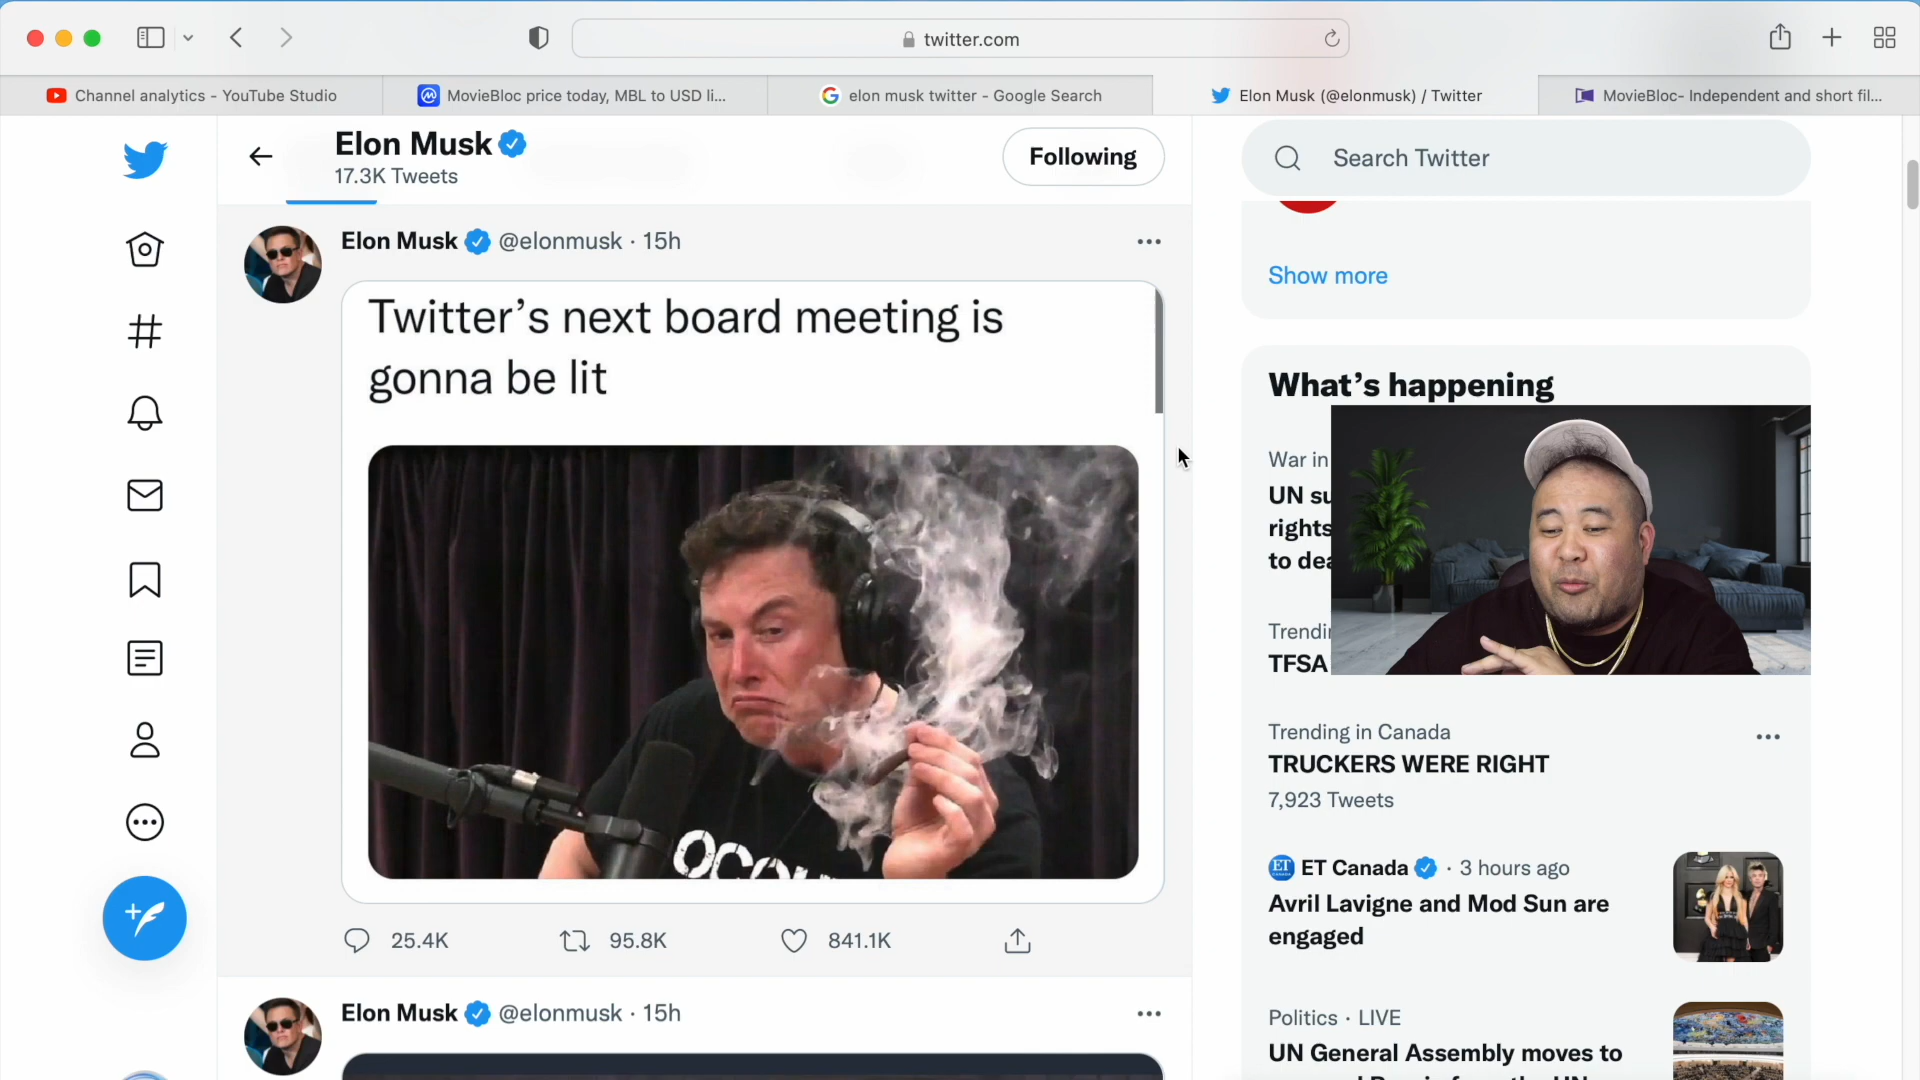 twitter.com
Channel analytics - YouTube Studio
MovieBloc price today, MBL to USD li...
elon musk twitter - Google Search
Elon Musk (@elonmusk) / Twitter
MovieBloc- Independent and short fil...
Elon Musk
17.3K Tweets
Following
Search Twitter
Elon Musk @elonmusk · 15h
Twitter's next board meeting is
gonna be lit
25.4K
95.8K
841.1K
Elon Musk @elonmusk · 15h
Show more
What's happening
War in
UN
rights
to
TFSA
Trending in Canada
TRUCKERS WERE RIGHT
7,923 Tweets
ET Canada · 3 hours ago
Avril Lavigne and Mod Sun are
engaged
Politics · LIVE
UN General Assembly moves to